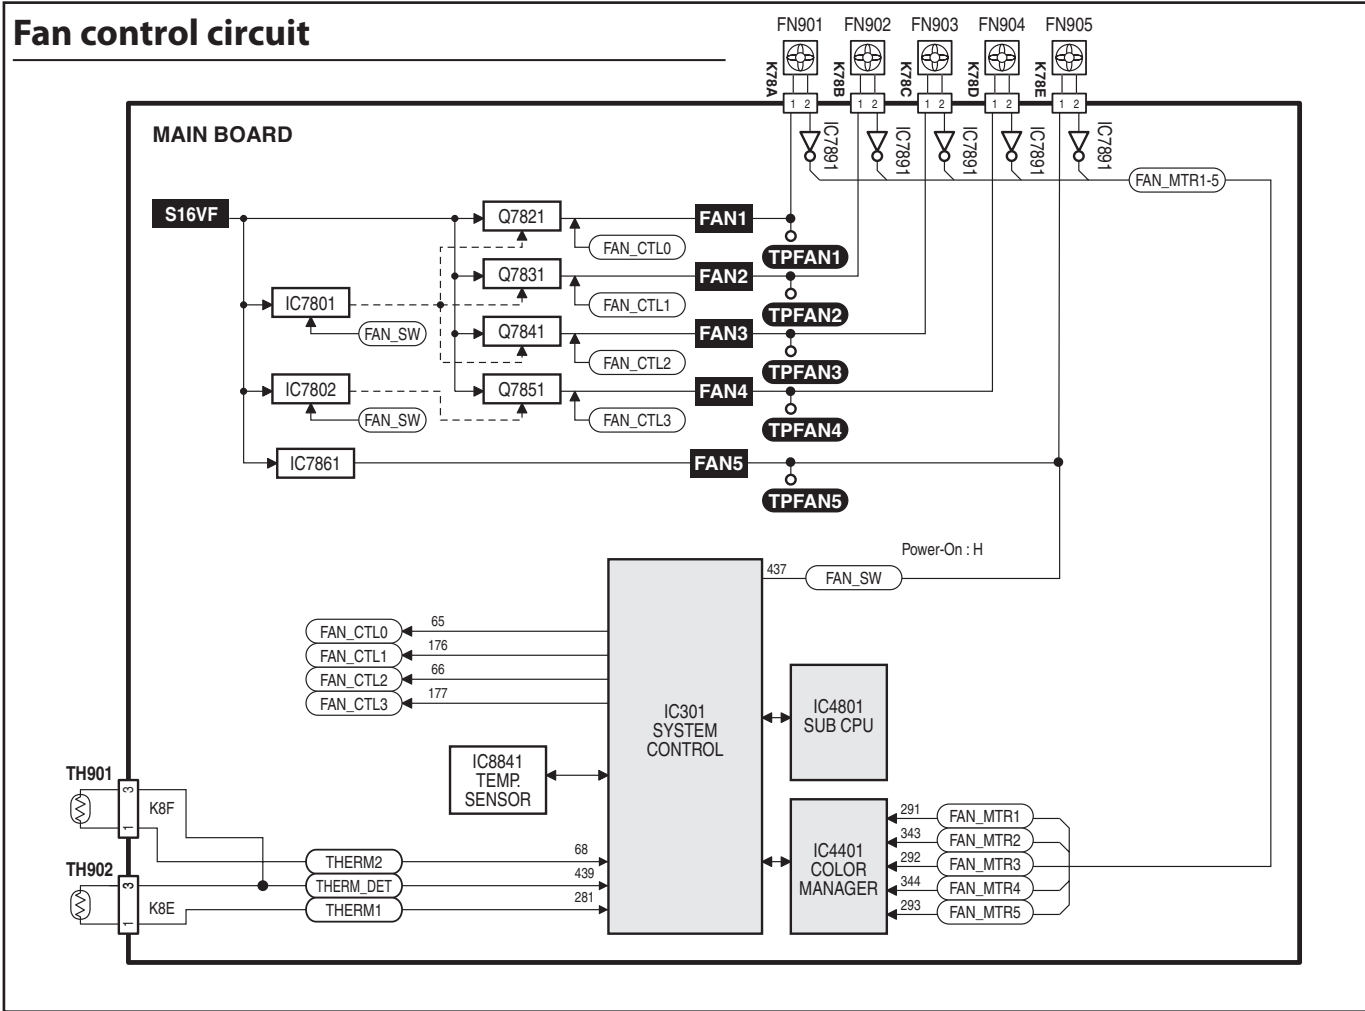 Fan control circuit
FN901 FN902 FN903 FN904 FN905
K78A K78B K78C K78D K78E
1 2 1 2 1 2 1 2 1 2
MAIN BOARD
IC7891 IC7891 IC7891 IC7891 IC7891
FAN_MTR1-5
S16VF
Q7821 FAN1
FAN_CTL0
TPFAN1
Q7831 FAN2
IC7801
FAN_CTL1
TPFAN2
FAN_SW
Q7841 FAN3
FAN_CTL2
TPFAN3
IC7802 Q7851 FAN4
FAN_SW FAN_CTL3
TPFAN4
IC7861 FAN5
TPFAN5
Power-On : H
437 FAN_SW
FAN_CTL0 65
FAN_CTL1 176
FAN_CTL2 66
FAN_CTL3 177
IC301
SYSTEM
CONTROL
IC4801
SUB CPU
IC8841
TEMP.
SENSOR
TH901
3
K8F
1
TH902
3
K8E
1
THERM2 68
THERM_DET 439
THERM1 281
IC4401
COLOR
MANAGER
291 FAN_MTR1
343 FAN_MTR2
292 FAN_MTR3
344 FAN_MTR4
293 FAN_MTR5